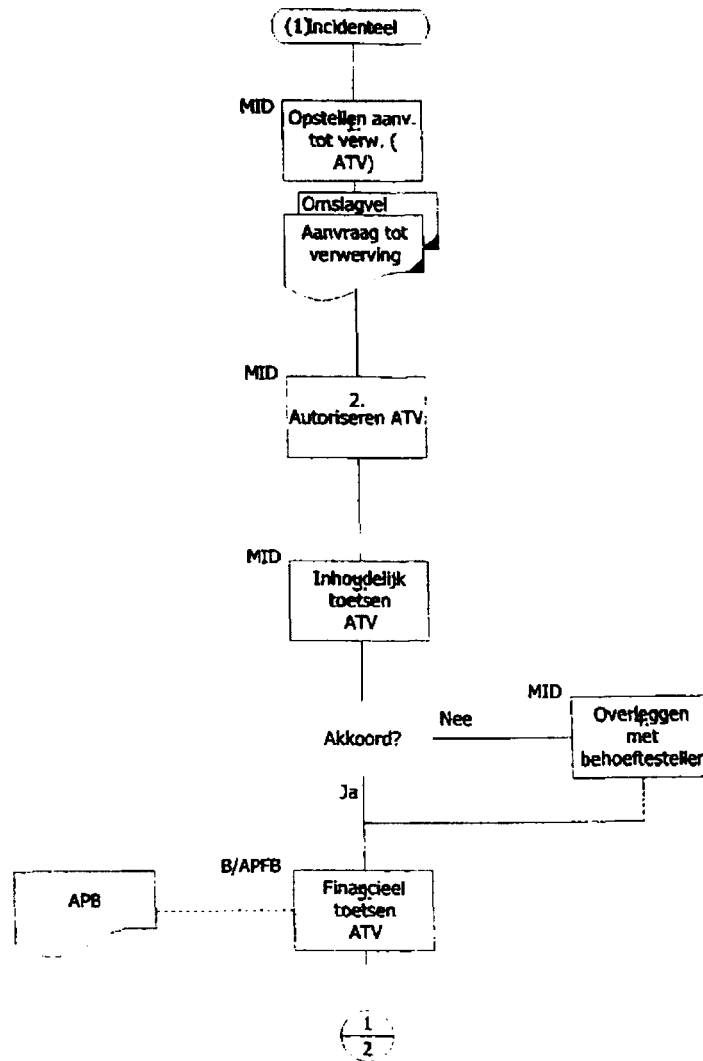 (1)Incidenteel
MID
Opstellen aanv.
tot verw. (
ATV)
Omslagvel
Aanvraag tot
verwerving
MID
2.
Autoriseren ATV
MID
Inhoudelijk
toetsen
ATV
Akkoord?
Nee
MID
Overleggen
met
behoeftesteller
Ja
B/APFB
APB
Financieel
toetsen
ATV
1
2